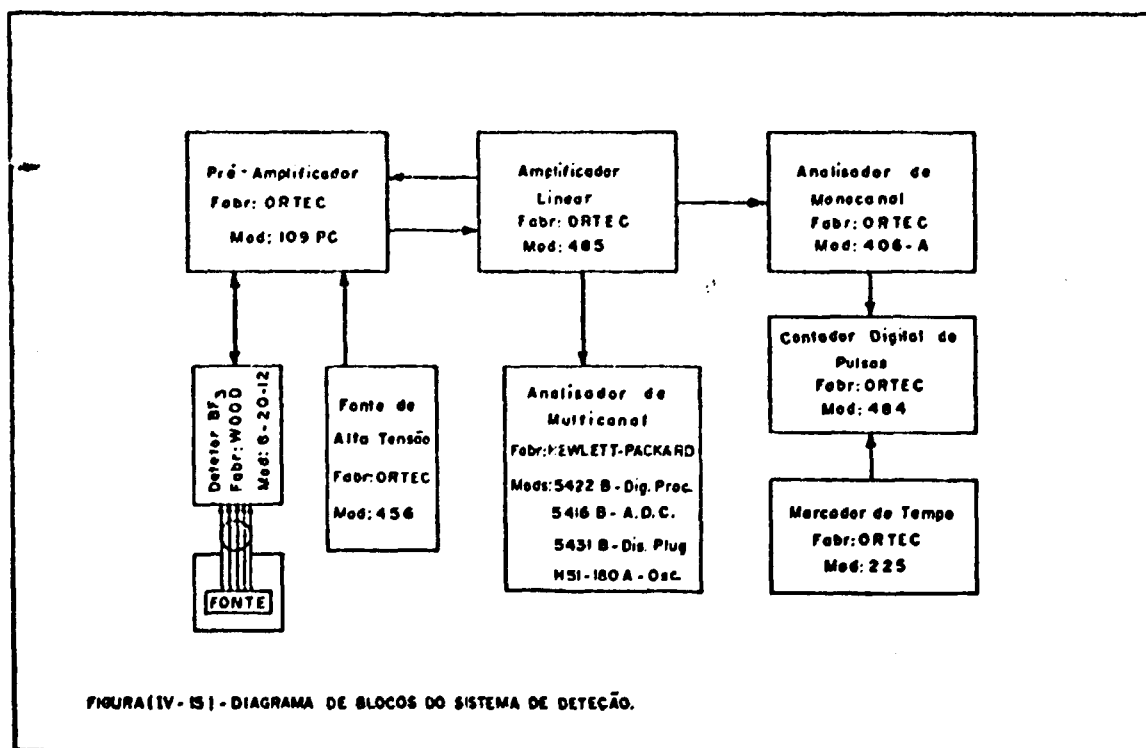 Pré-Amplificador
Fabr: ORTEC
Mod: 109 PC
Amplificador
Linear
Fabr: ORTEC
Mod: 485
Analisador de
Monocanal
Fabr: ORTEC
Mod: 406-A
Contador Digital de
Pulsos
Fabr: ORTEC
Mod: 484
Detetor BF3
Fabr: WOOD
Mod: 6-20-12
Fonte de
Alta Tensão
Fabr: ORTEC
Mod: 456
Analisador de
Multicanal
Fabr: HEWLETT-PACKARD
Mods: 5422 B - Dig. Proc.
5416 B - A.D.C.
5431 B - Dis. Plug
H51-180 A - Osc.
Marcador de Tempo
Fabr: ORTEC
Mod: 225
FONTE
FIGURA (IV-15) - DIAGRAMA DE BLOCOS DO SISTEMA DE DETEÇÃO.